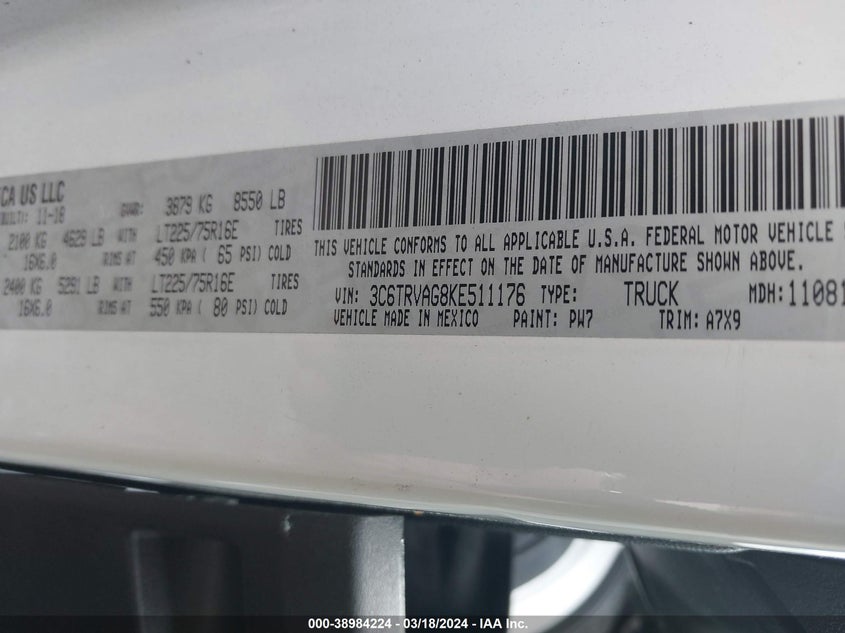 CA US LLC
BUILT: 11-18 GVWR: 3879 KG 8550 LB
2100 KG 4629 LB WITH LT225/75R16E TIRES
16X6.0 RIMS AT 450 KPA ( 65 PSI) COLD
2400 KG 5291 LB WITH LT225/75R16E TIRES
16X6.0 RIMS AT 550 KPA ( 80 PSI) COLD
THIS VEHICLE CONFORMS TO ALL APPLICABLE U.S.A. FEDERAL MOTOR VEHICLE
STANDARDS IN EFFECT ON THE DATE OF MANUFACTURE SHOWN ABOVE.
VIN: 3C6TRVAG8KE511176 TYPE: TRUCK MDH: 11081
VEHICLE MADE IN MEXICO PAINT: PW7 TRIM: A7X9
000-38984224 - 03/18/2024 - IAA Inc.